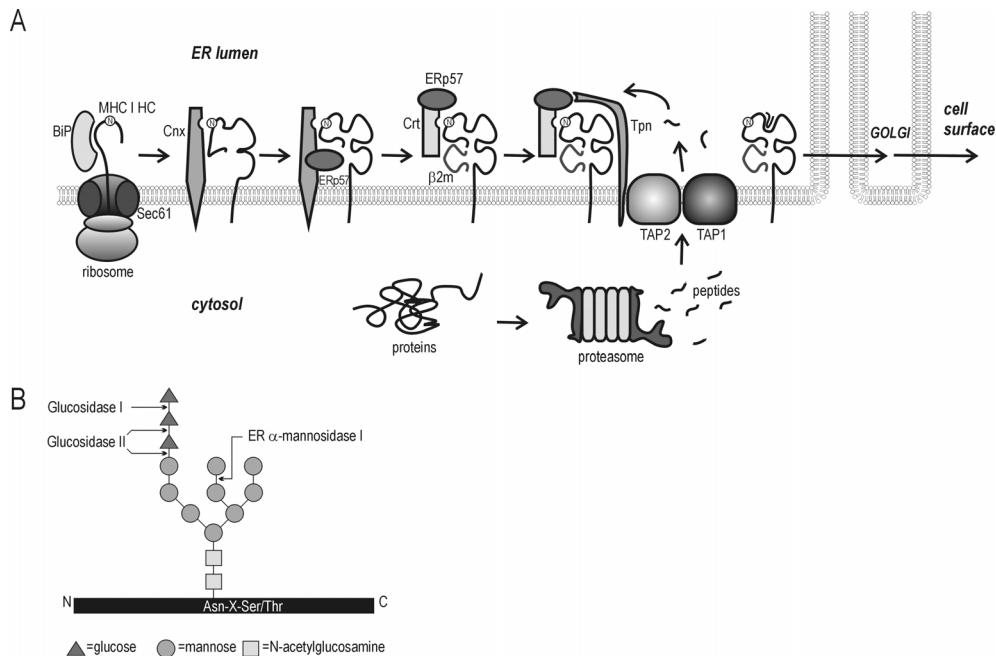 A
ER lumen
ERp57
MHC I HC
BiP
N
Cnx
N
N
ERp57
Crt
N
β2m
N
Tpn
N
GOLGI
cell
surface
Sec61
ribosome
TAP2
TAP1
cytosol
proteins
proteasome
peptides
B
Glucosidase I
Glucosidase II
ER α-mannosidase I
N
Asn-X-Ser/Thr
C
=glucose
=mannose
=N-acetylglucosamine